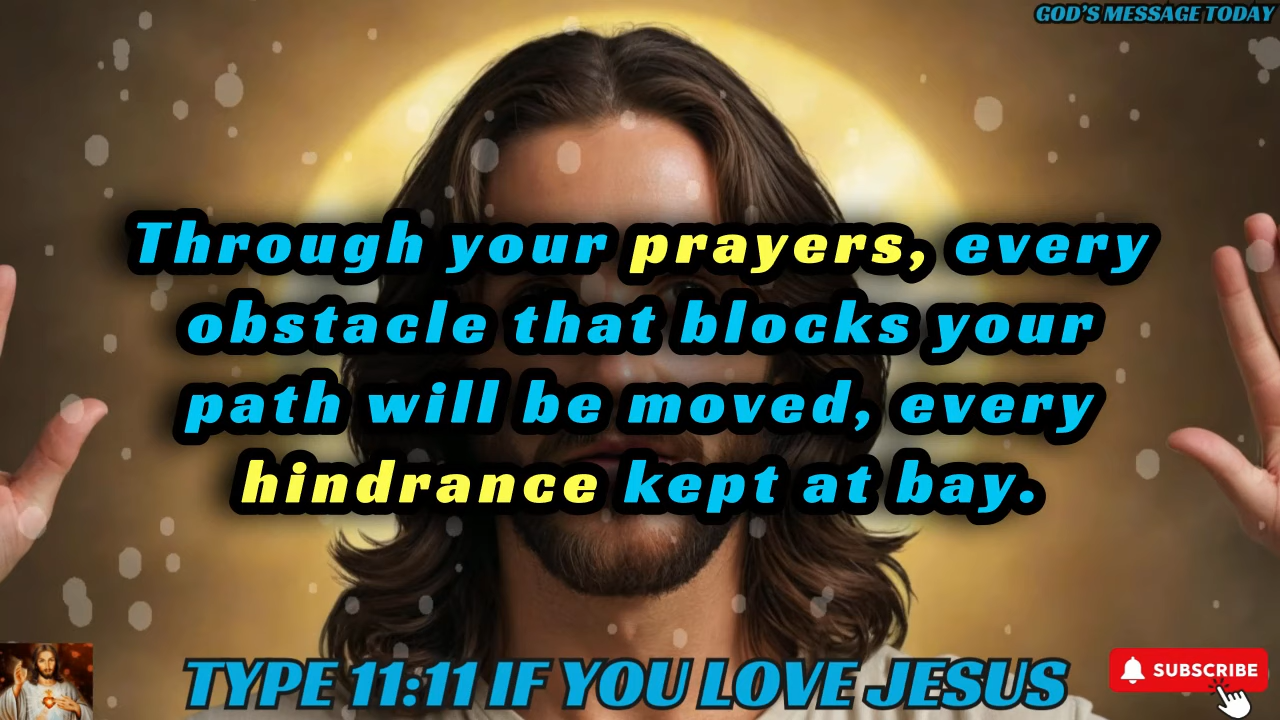 GOD'S MESSAGE TODAY
Through your prayers, every
obstacle that blocks your
path will be moved, every
hindrance kept at bay.
TYPE 11:11 IF YOU LOVE JESUS
SUBSCRIBE